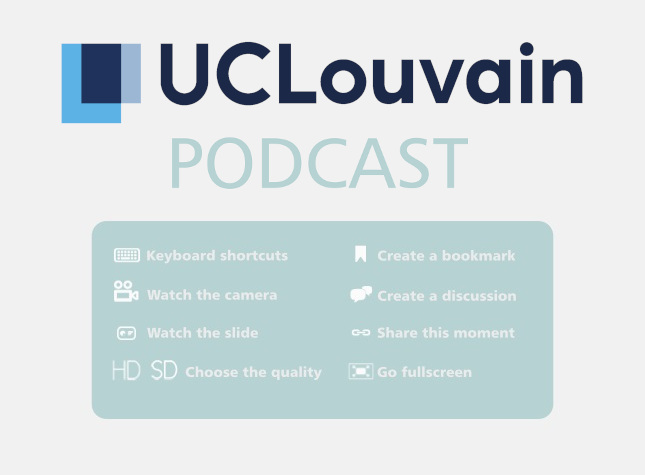 UCLouvain
PODCAST
Keyboard shortcuts
Watch the camera
Watch the slide
HD SD Choose the quality
Create a bookmark
Create a discussion
Share this moment
Go fullscreen